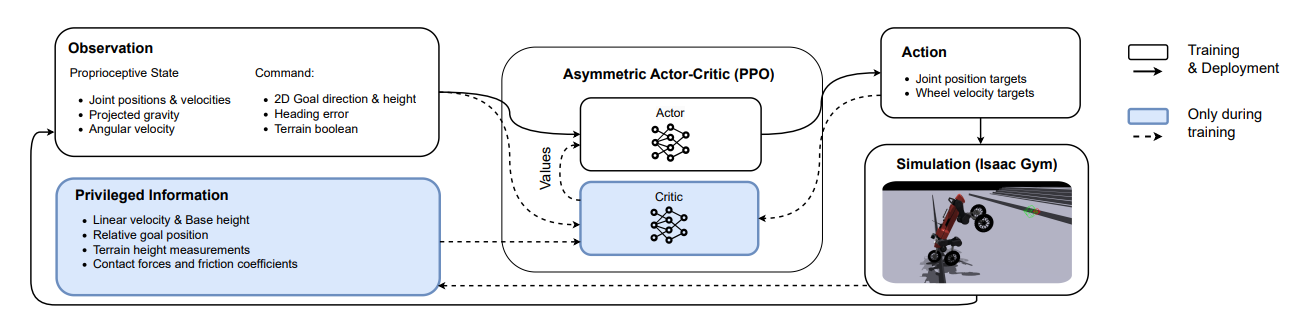 Observation
Proprioceptive State
Joint positions & velocities
Projected gravity
Angular velocity
Command:
2D Goal direction & height
Heading error
Terrain boolean
Privileged Information
Linear velocity & Base height
Relative goal position
Terrain height measurements
Contact forces and friction coefficients
Asymmetric Actor-Critic (PPO)
Actor
Values
Critic
Action
Joint position targets
Wheel velocity targets
Simulation (Isaac Gym)
Training
& Deployment
Only during
training